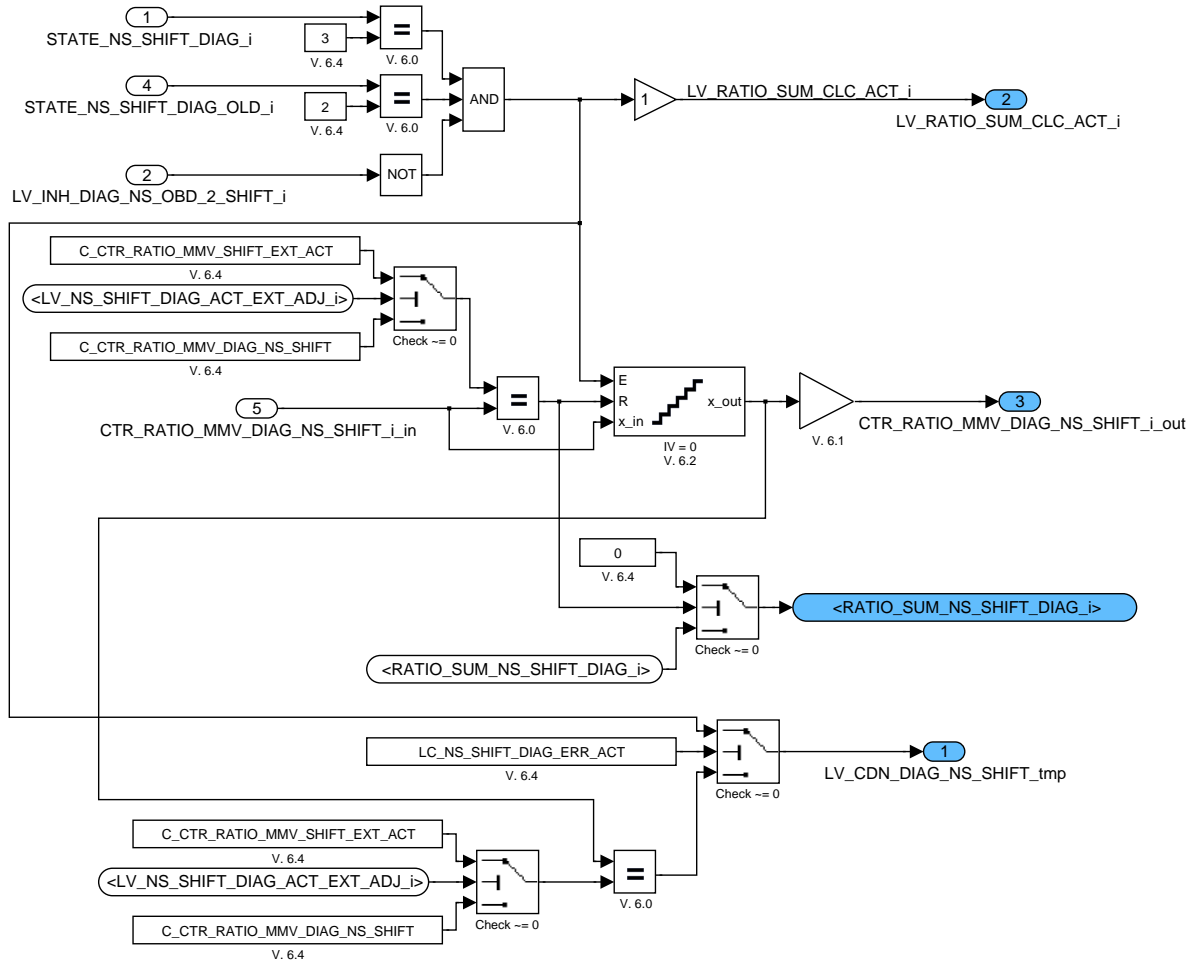 1
STATE_NS_SHIFT_DIAG_i
3
V. 6.4
=
V. 6.0
4
STATE_NS_SHIFT_DIAG_OLD_i
2
V. 6.4
=
V. 6.0
AND
2
LV_INH_DIAG_NS_OBD_2_SHIFT_i
NOT
1
LV_RATIO_SUM_CLC_ACT_i
2
LV_RATIO_SUM_CLC_ACT_i
C_CTR_RATIO_MMV_SHIFT_EXT_ACT
V. 6.4
<LV_NS_SHIFT_DIAG_ACT_EXT_ADJ_i>
C_CTR_RATIO_MMV_DIAG_NS_SHIFT
V. 6.4
Check ~= 0
5
CTR_RATIO_MMV_DIAG_NS_SHIFT_i_in
=
V. 6.0
E
R
x_in
x_out
IV = 0
V. 6.2
V. 6.1
3
CTR_RATIO_MMV_DIAG_NS_SHIFT_i_out
0
V. 6.4
<RATIO_SUM_NS_SHIFT_DIAG_i>
Check ~= 0
<RATIO_SUM_NS_SHIFT_DIAG_i>
LC_NS_SHIFT_DIAG_ERR_ACT
V. 6.4
Check ~= 0
1
LV_CDN_DIAG_NS_SHIFT_tmp
C_CTR_RATIO_MMV_SHIFT_EXT_ACT
V. 6.4
<LV_NS_SHIFT_DIAG_ACT_EXT_ADJ_i>
C_CTR_RATIO_MMV_DIAG_NS_SHIFT
V. 6.4
Check ~= 0
=
V. 6.0